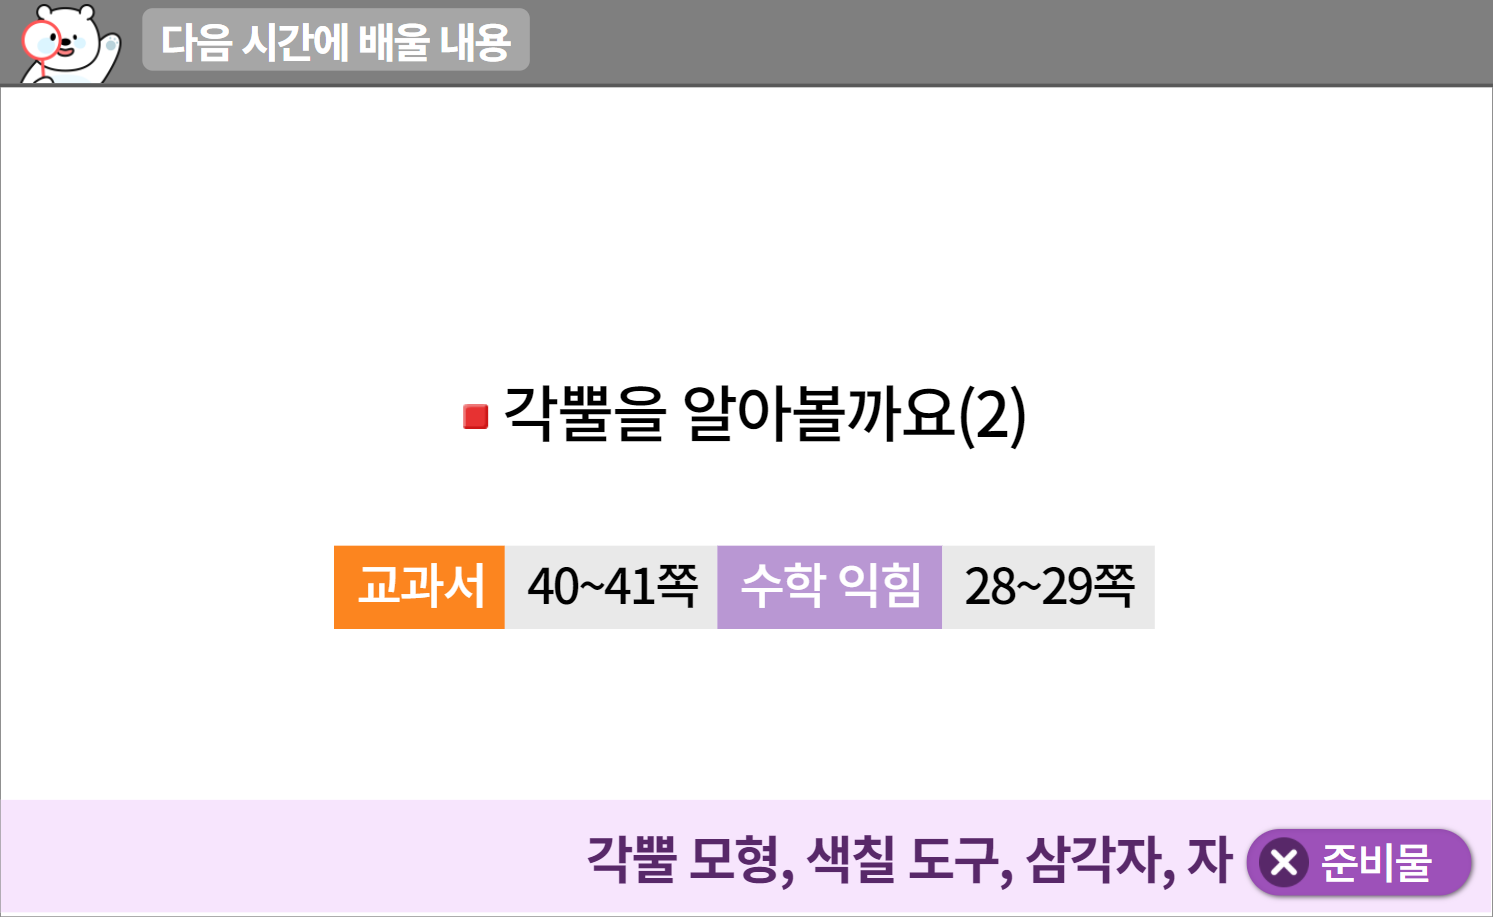 다음 시간에 배울 내용
각뿔을 알아볼까요(2)
교과서 40~41쪽 수학 익힘 28~29쪽
각뿔 모형, 색칠 도구, 삼각자, 자 준비물